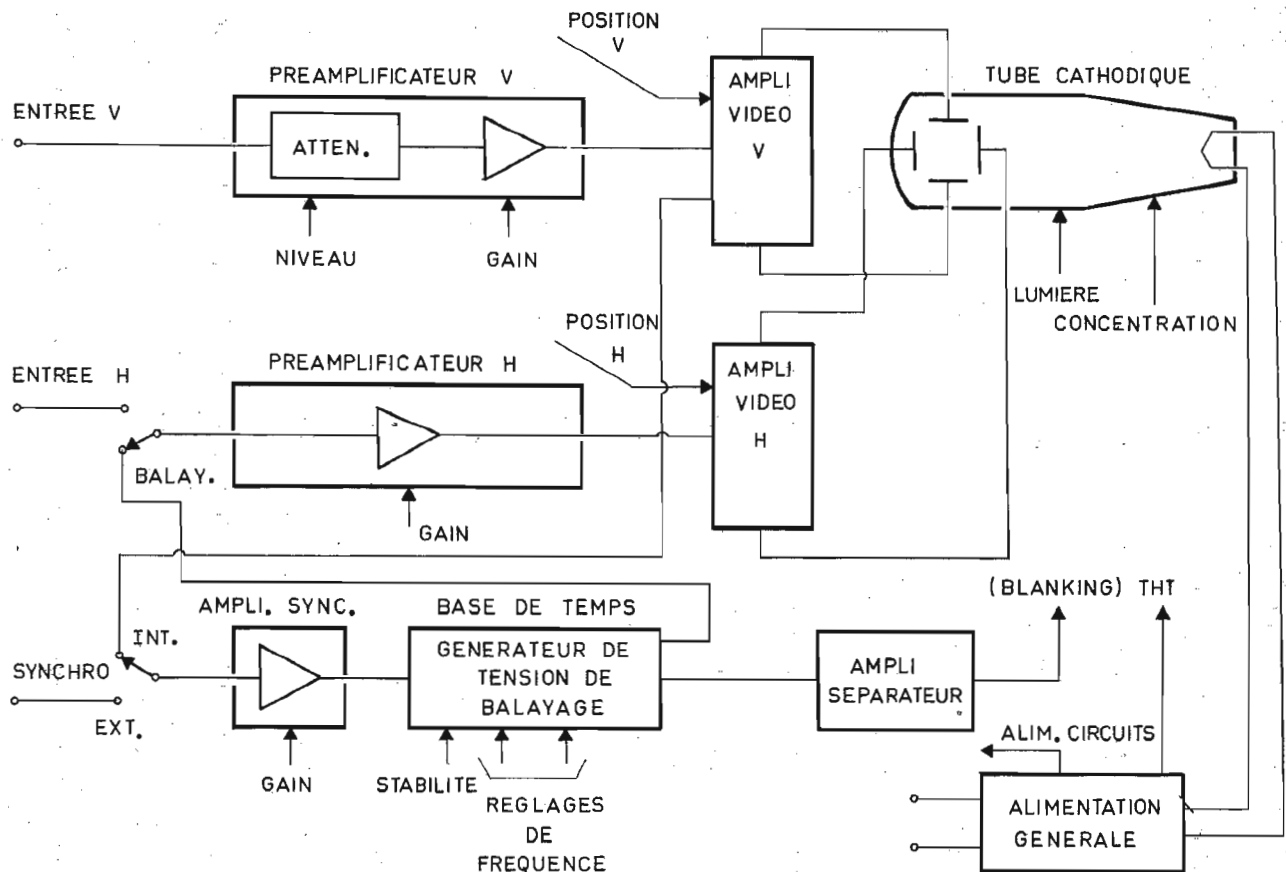 POSITION
V
PREAMPLIFICATEUR V
AMPLI
VIDEO
V
TUBE CATHODIQUE
ENTREE V
ATTEN.
NIVEAU
GAIN
LUMIERE
CONCENTRATION
POSITION
H
PREAMPLIFICATEUR H
ENTREE H
AMPLI
VIDEO
H
BALAY.
GAIN
(BLANKING) THT
AMPLI. SYNC.
BASE DE TEMPS
INT.
GENERATEUR DE
TENSION DE
BALAYAGE
SYNCHRO
AMPLI
SEPARATEUR
EXT.
ALIM. CIRCUITS
GAIN
STABILITE
REGLAGES
DE
FRÉQUENCE
ALIMENTATION
GENERALE